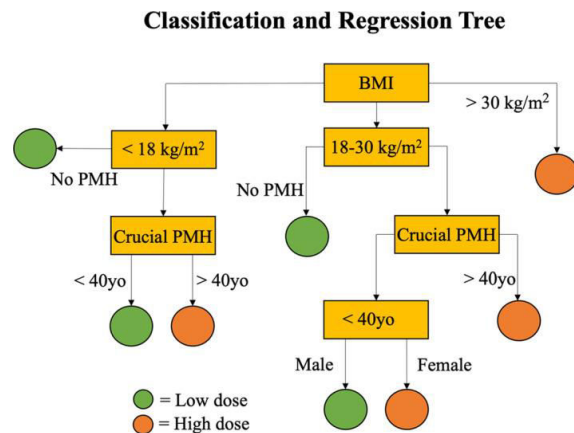 Classification and Regression Tree
BMI
> 30 kg/m²
< 18 kg/m²
18-30 kg/m²
No PMH
No PMH
Crucial PMH
Crucial PMH
< 40yo
> 40yo
> 40yo
< 40yo
Male
Female
= Low dose
= High dose